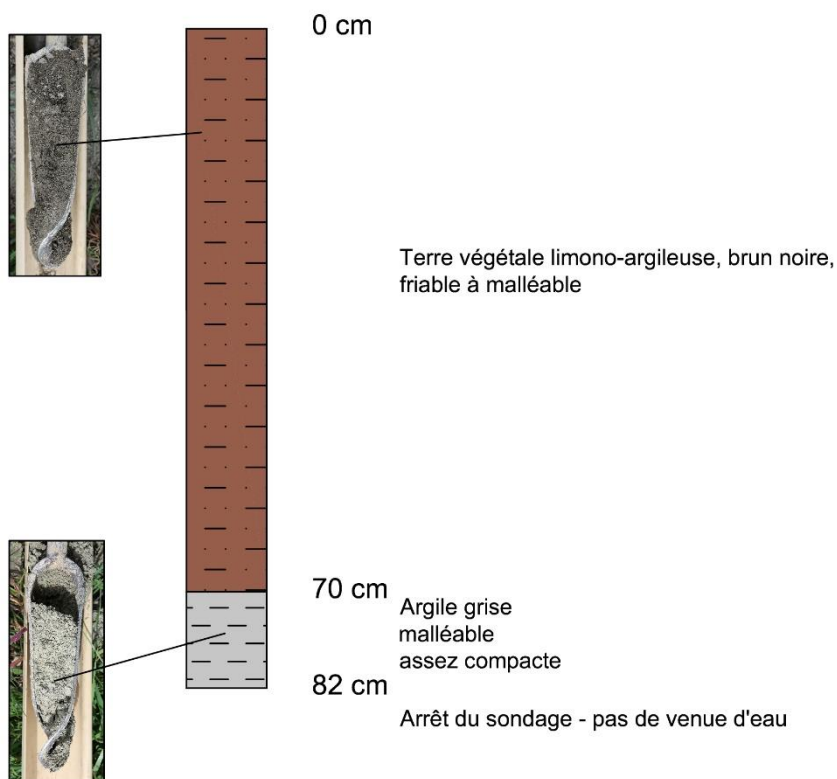 0 cm
Terre végétale limono-argileuse, brun noire,
friable à malléable
70 cm
Argile grise
malléable
assez compacte
82 cm
Arrêt du sondage - pas de venue d'eau